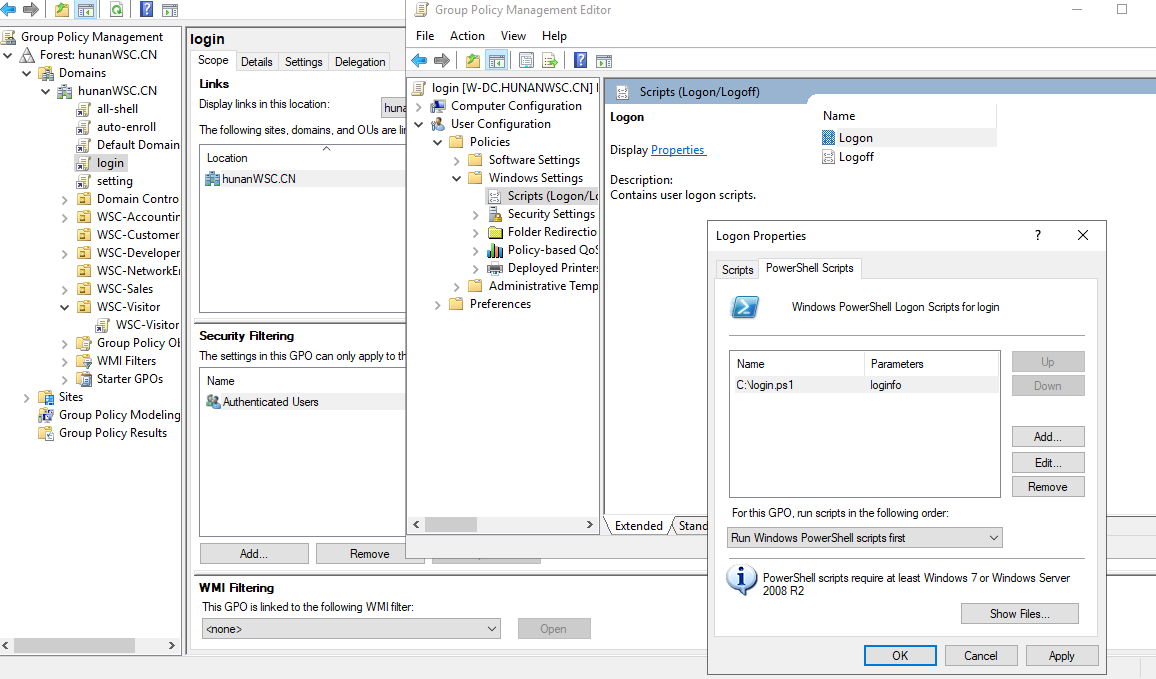 Group Policy Management
Forest: hunanWSC.CN
Domains
hunanWSC.CN
all-shell
auto-enroll
Default Domain
login
setting
Domain Contro
WSC-Accountin
WSC-Customer
WSC-Developer
WSC-NetworkEn
WSC-Sales
WSC-Visitor
WSC-Visitor
Group Policy Ob
WMI Filters
Starter GPOs
Sites
Group Policy Modeling
Group Policy Results
login
Scope Details Settings Delegation
Links
Display links in this location: huna
The following sites, domains, and OUs are lin
Location
hunanWSC.CN
Security Filtering
The settings in this GPO can only apply to th
Name
Authenticated Users
Add... Remove
WMI Filtering
This GPO is linked to the following WMI filter:
<none> Open
Group Policy Management Editor
File Action View Help
login [W-DC.HUNANWSC.CN]
Computer Configuration
User Configuration
Policies
Software Settings
Windows Settings
Scripts (Logon/Lo
Security Settings
Folder Redirectio
Policy-based QoS
Deployed Printers
Administrative Temp
Preferences
Scripts (Logon/Logoff)
Logon
Display Properties
Description:
Contains user logon scripts.
Name
Logon
Logoff
Extended Stand
Logon Properties ?
Scripts PowerShell Scripts
Windows PowerShell Logon Scripts for login
Name Parameters
C:\login.ps1 loginfo
Up
Down
Add...
Edit...
Remove
For this GPO, run scripts in the following order:
Run Windows PowerShell scripts first
PowerShell scripts require at least Windows 7 or Windows Server
2008 R2
Show Files...
OK Cancel Apply